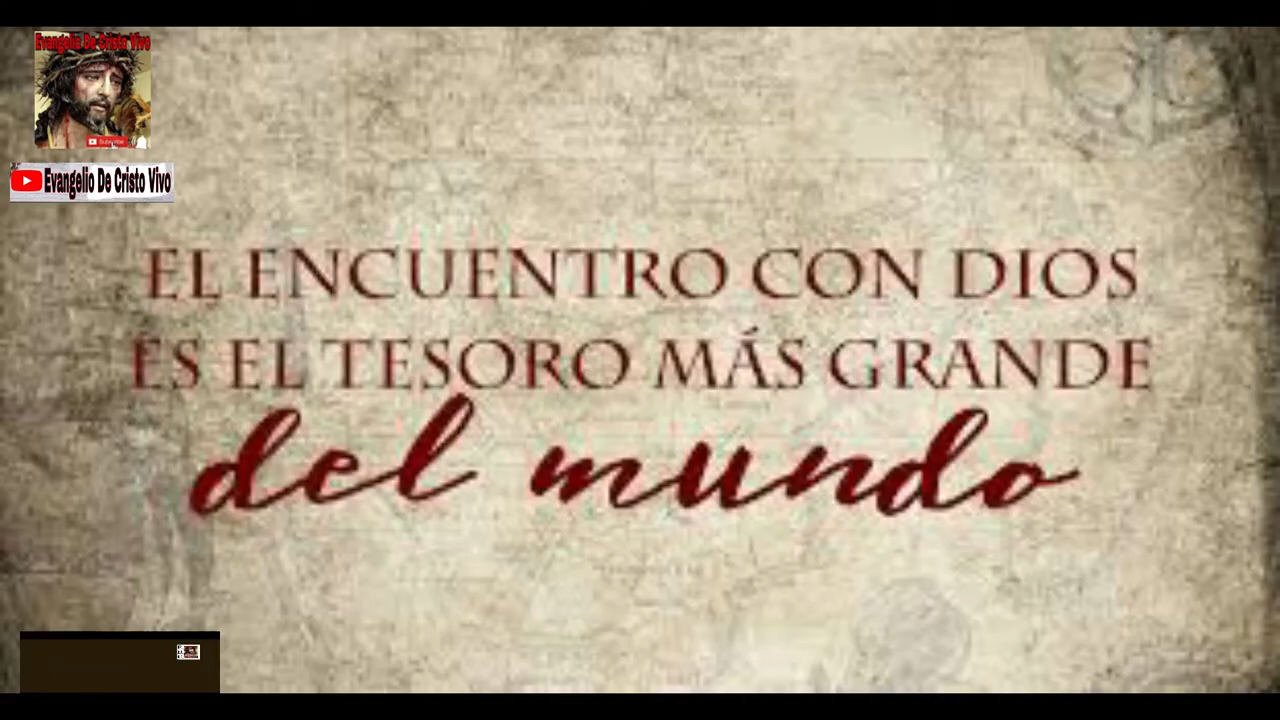 Evangelio De Cristo Vivo
Subscribe
Evangelio De Cristo Vivo
EL ENCUENTRO CON DIOS
ES EL TESORO MÁS GRANDE
del mundo